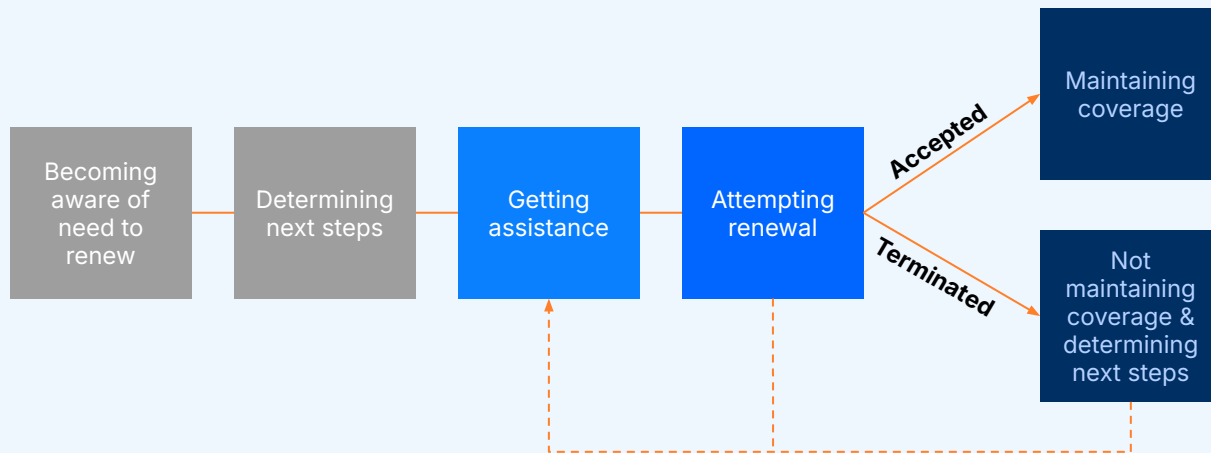 Becoming
aware of
need to
renew
Determining
next steps
Getting
assistance
Attempting
renewal
Accepted
Terminated
Maintaining
coverage
Not
maintaining
coverage &
determining
next steps